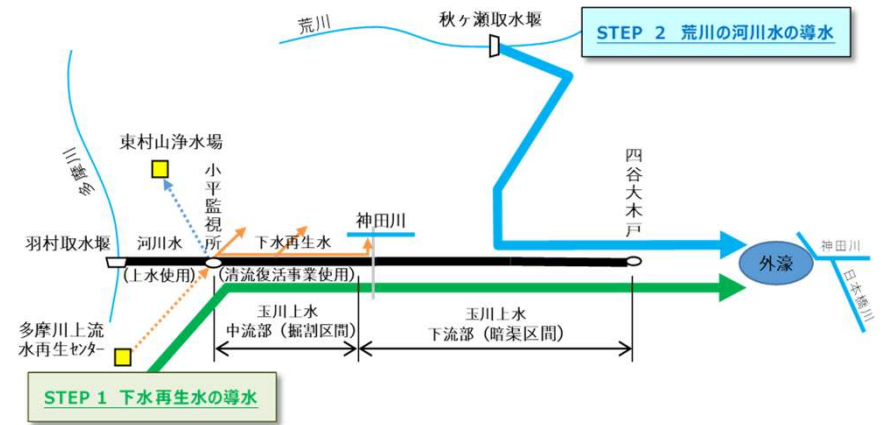 荒川
秋ヶ瀬取水堰
STEP 2 荒川の河川水の導水
多摩川
東村山浄水場
小平監視所
四谷大木戸
神田川
羽村取水堰
河川水
下水再生水
(上水使用)
(清流復活事業使用)
外濠
神田川
日本橋川
多摩川上流
水再生ｾﾝﾀｰ
玉川上水
中流部（掘割区間）
玉川上水
下流部（暗渠区間）
STEP 1 下水再生水の導水